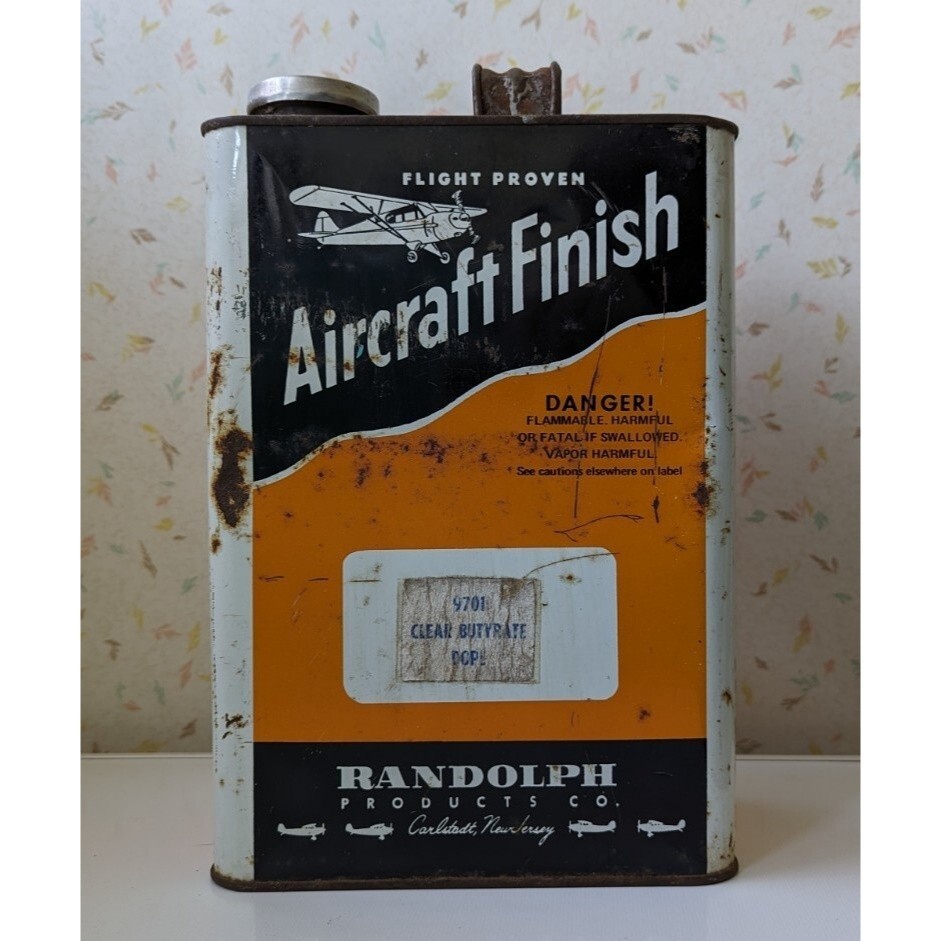 FLIGHT PROVEN
Aircraft Finish
DANGER!
FLAMMABLE. HARMFUL
OR FATAL IF SWALLOWED.
VAPOR HARMFUL.
See cautions elsewhere on label
9701
CLEAR BUTYRATE
DOPE
RANDOLPH
PRODUCTS CO.
Carlstadt, New Jersey